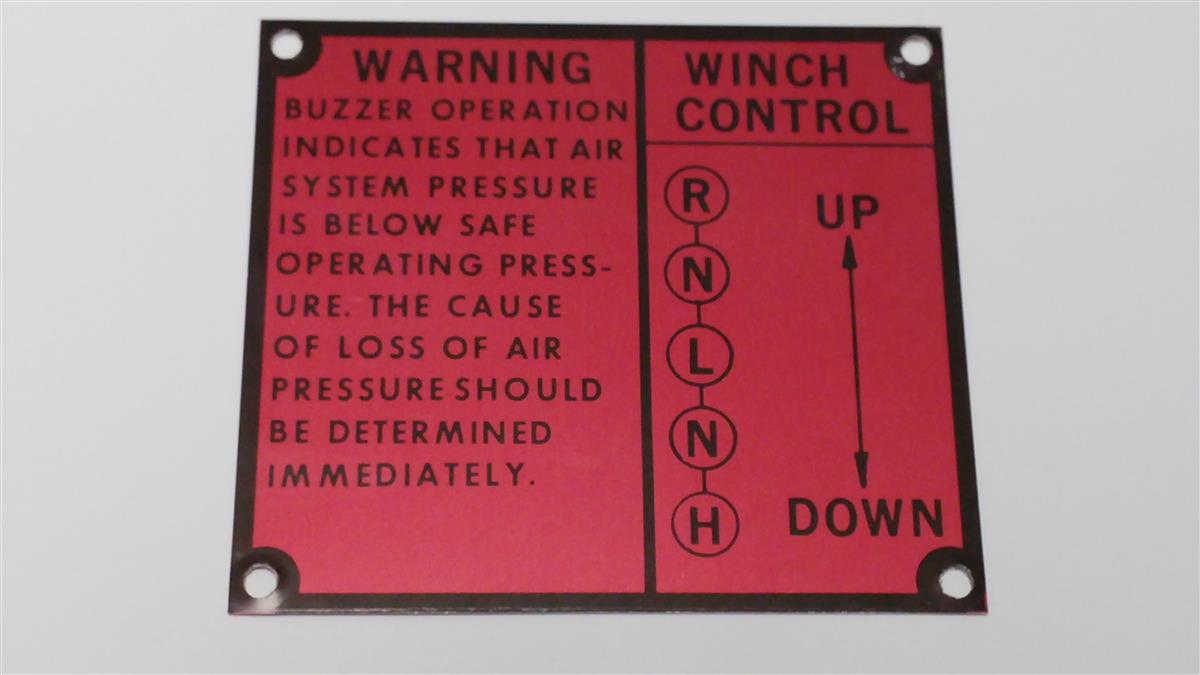 WARNING
BUZZER OPERATION
INDICATES THAT AIR
SYSTEM PRESSURE
IS BELOW SAFE
OPERATING PRESS-
URE. THE CAUSE
OF LOSS OF AIR
PRESSURE SHOULD
BE DETERMINED
IMMEDIATELY.
WINCH
CONTROL
R
N
L
N
H
UP
DOWN